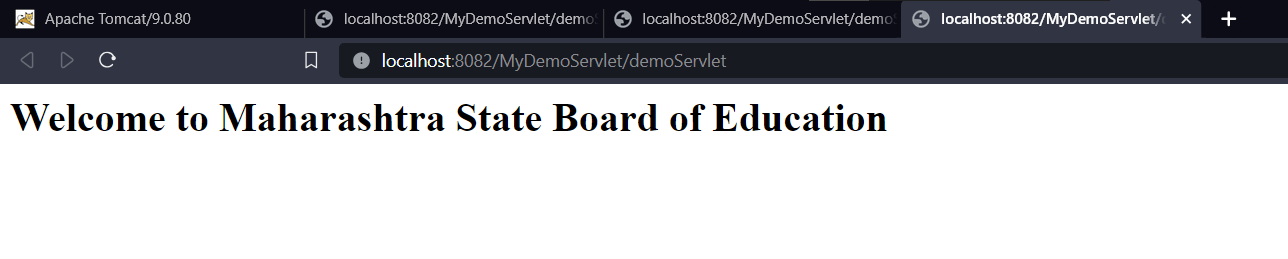 Apache Tomcat/9.0.80
localhost:8082/MyDemoServlet/demoS
localhost:8082/MyDemoServlet/demo
localhost:8082/MyDemoServlet/
localhost:8082/MyDemoServlet/demoServlet
Welcome to Maharashtra State Board of Education